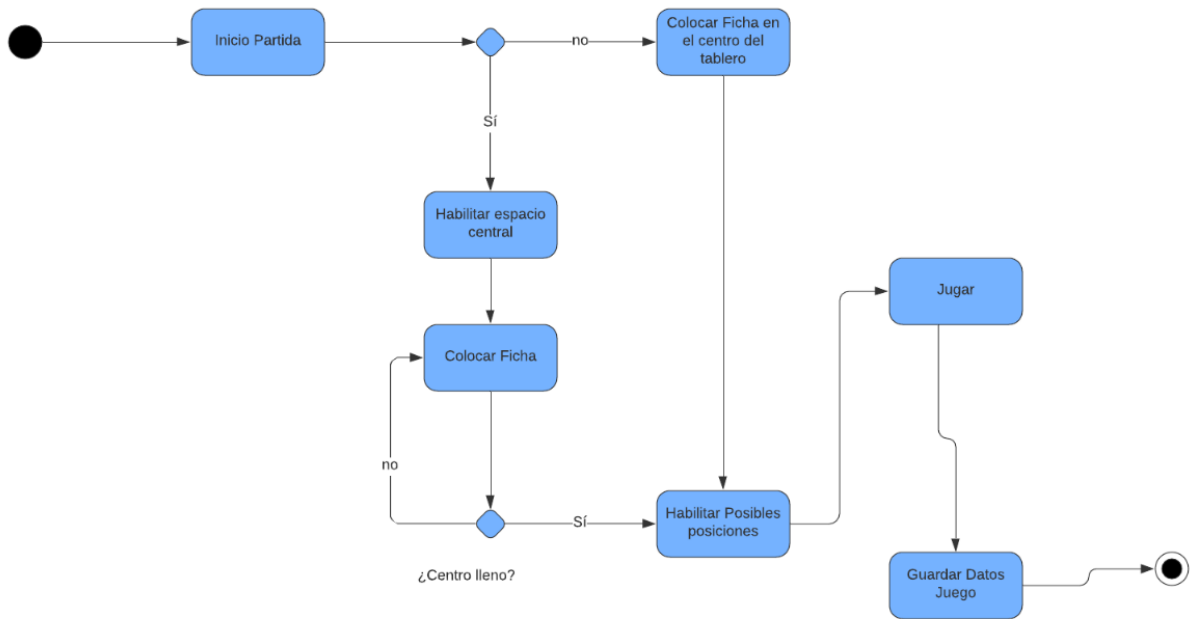 Inicio Partida
no
Colocar Ficha en
el centro del
tablero
Sí
Habilitar espacio
central
Jugar
Colocar Ficha
no
Sí
Habilitar Posibles
posiciones
¿Centro lleno?
Guardar Datos
Juego